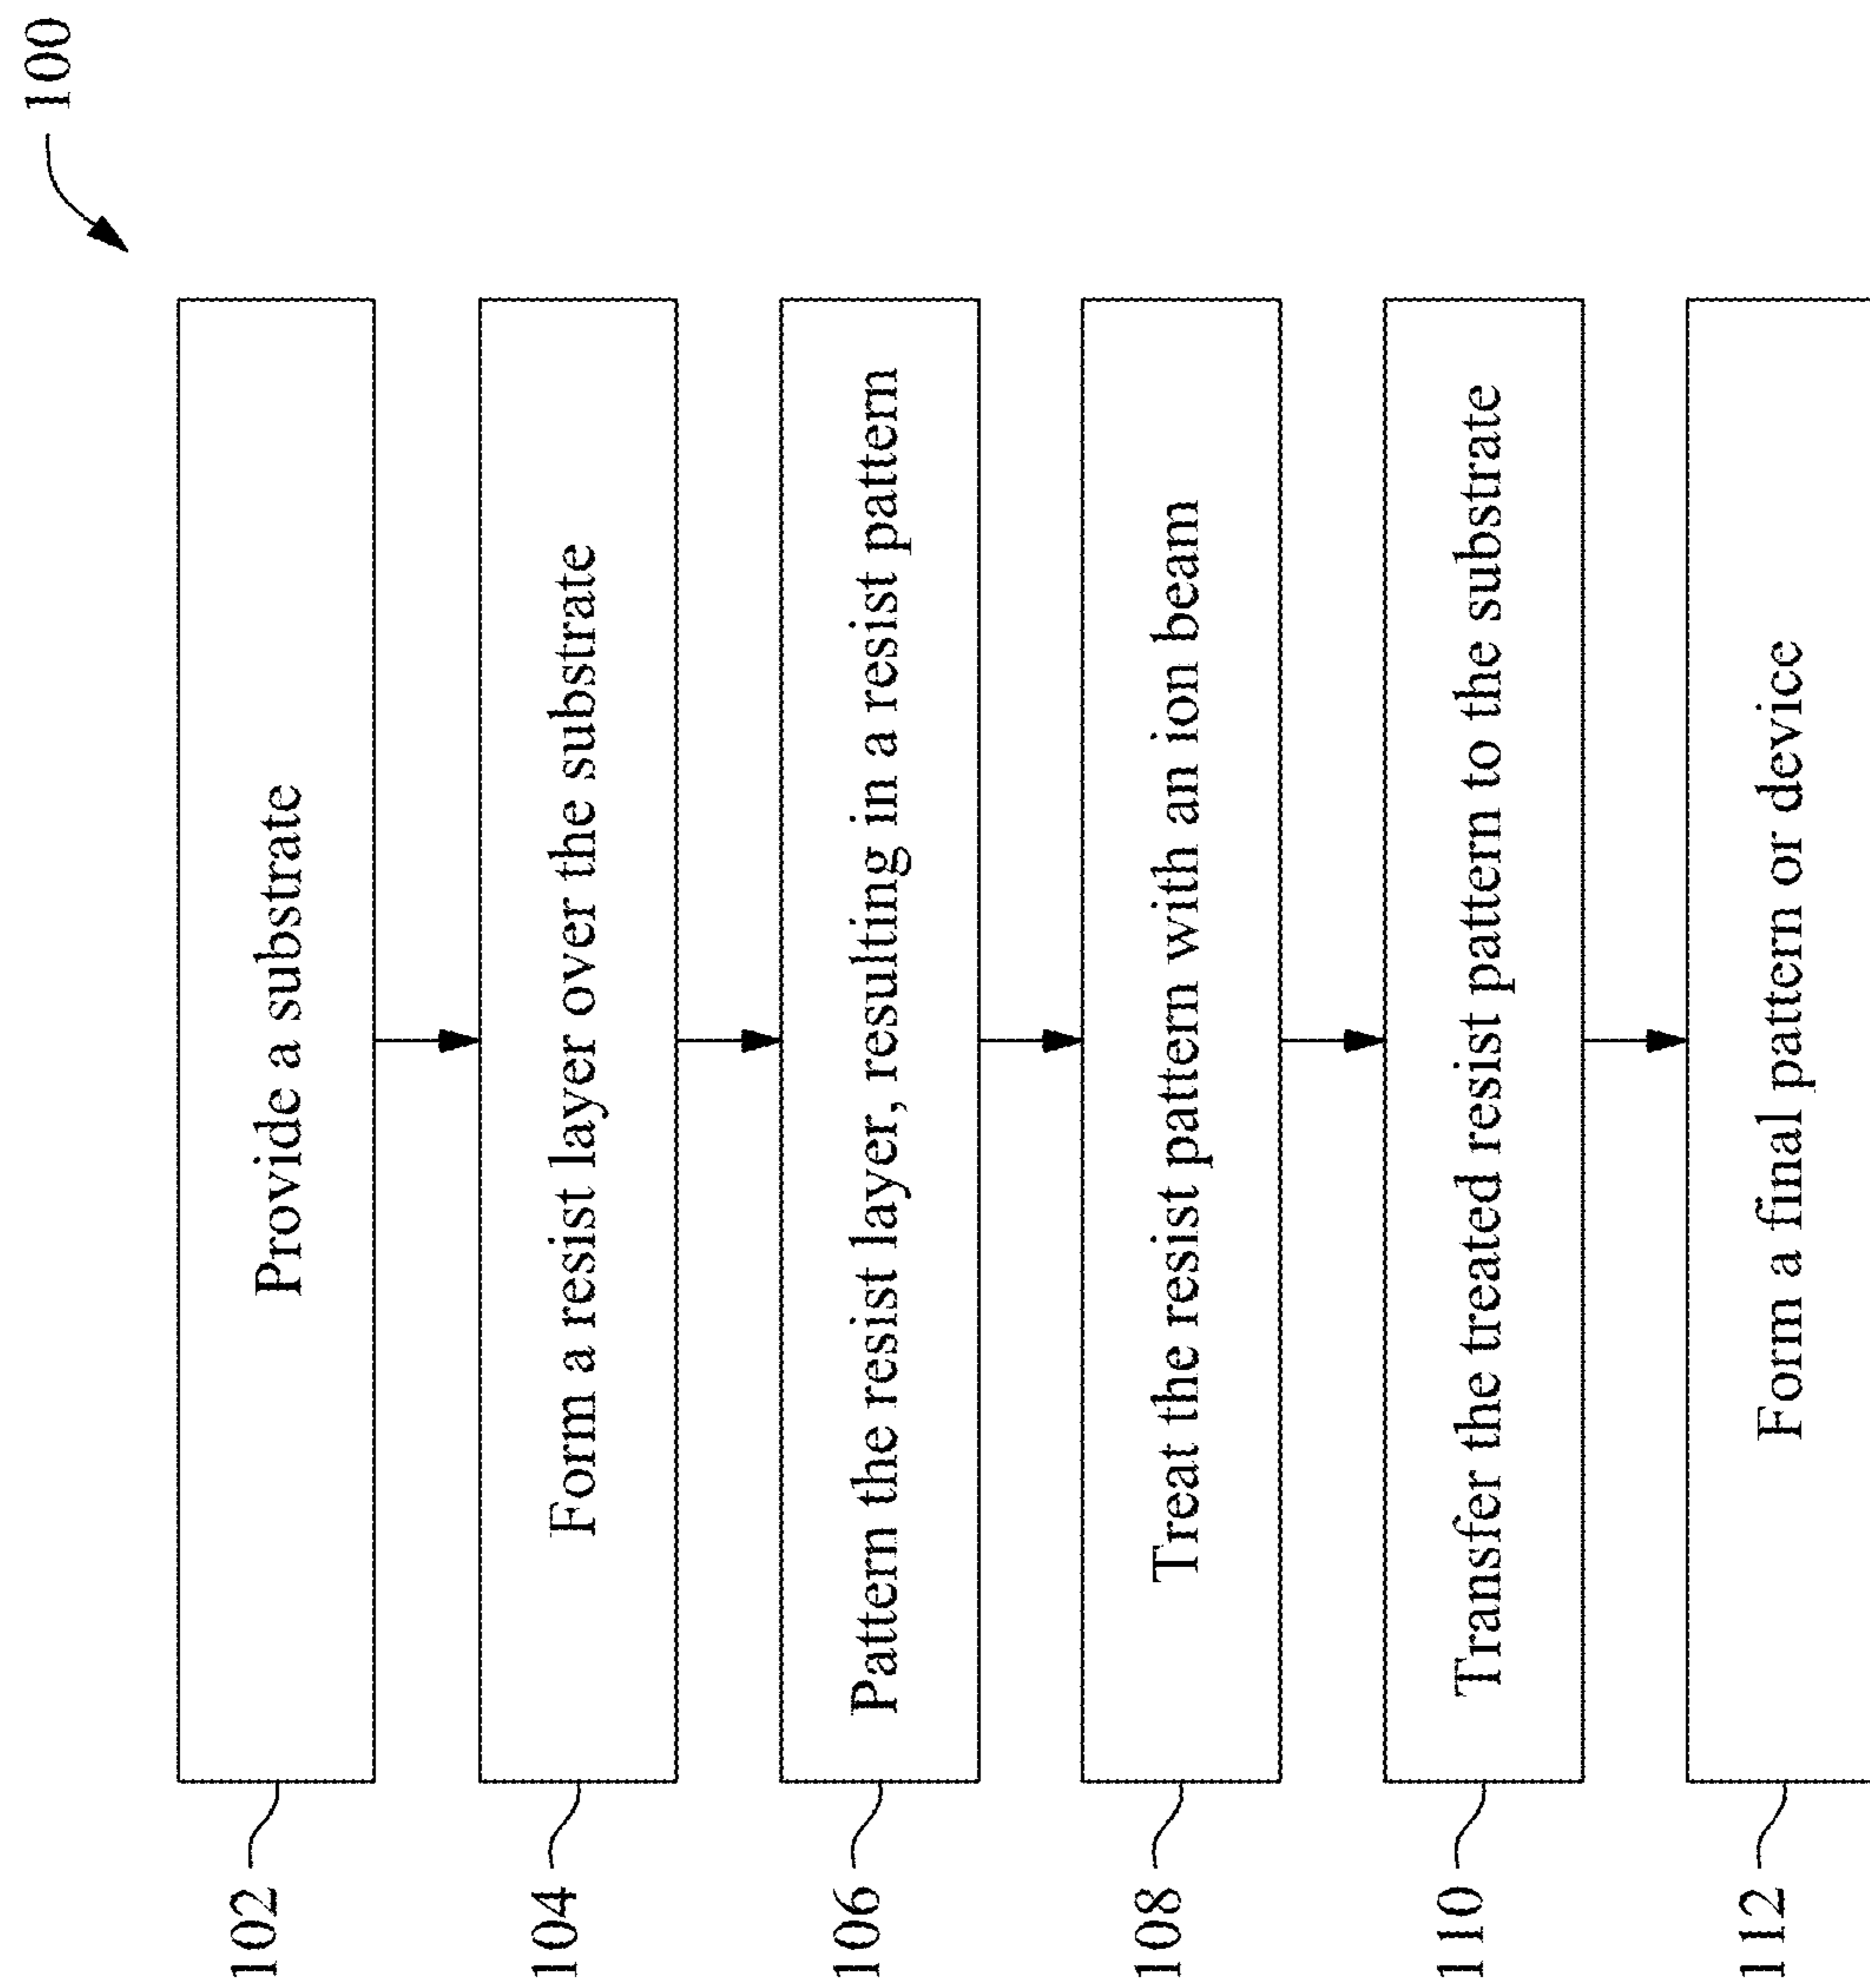 100
102
Provide a substrate
104
Form a resist layer over the substrate
106
Pattern the resist layer, resulting in a resist pattern
108
Treat the resist pattern with an ion beam
110
Transfer the treated resist pattern to the substrate
112
Form a final pattern or device